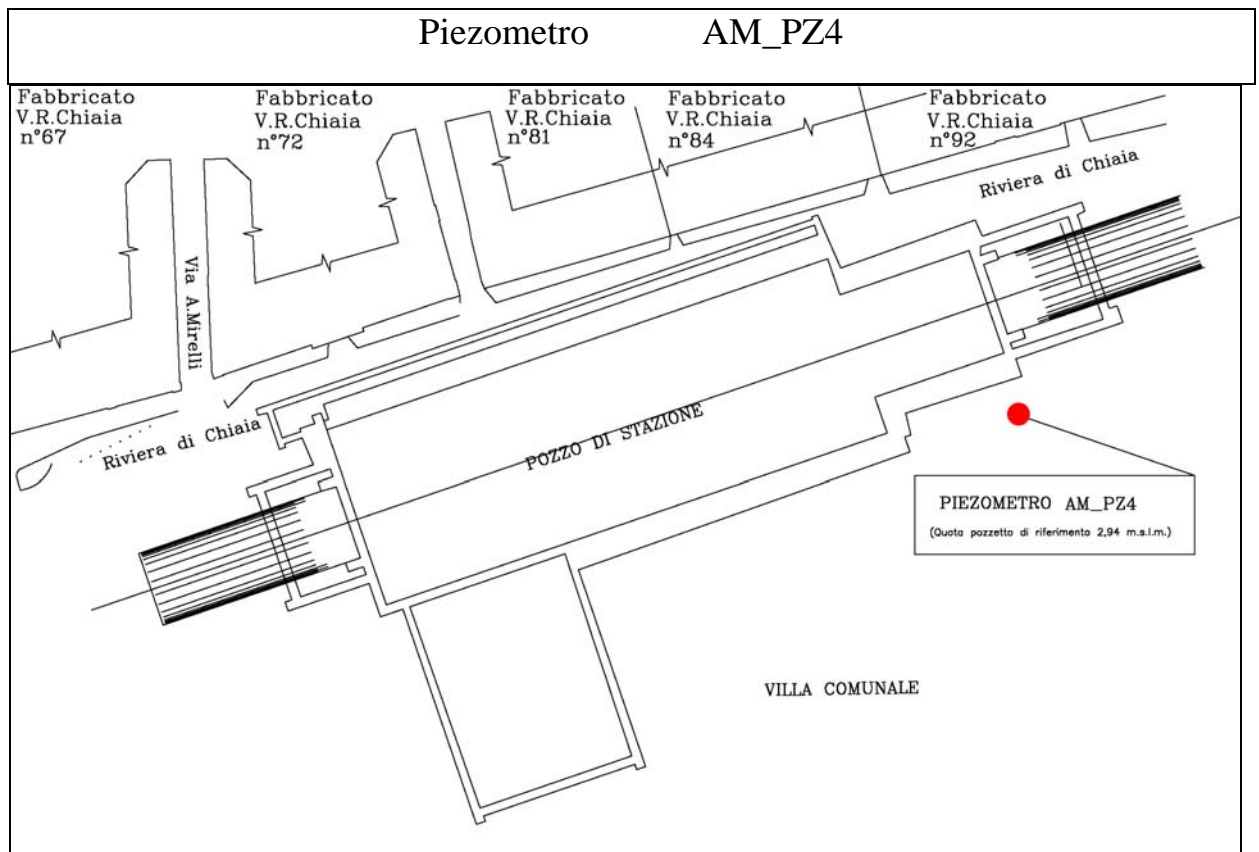 Piezometro AM_PZ4
Fabbricato
V.R.Chiaia
n°67
Fabbricato
V.R.Chiaia
n°72
Fabbricato
V.R.Chiaia
n°81
Fabbricato
V.R.Chiaia
n°84
Fabbricato
V.R.Chiaia
n°92
Riviera di Chiaia
Via A.Mirelli
Riviera di Chiaia
POZZO DI STAZIONE
PIEZOMETRO AM_PZ4
(Quota pozzetto di riferimento 2,94 m.s.l.m.)
VILLA COMUNALE